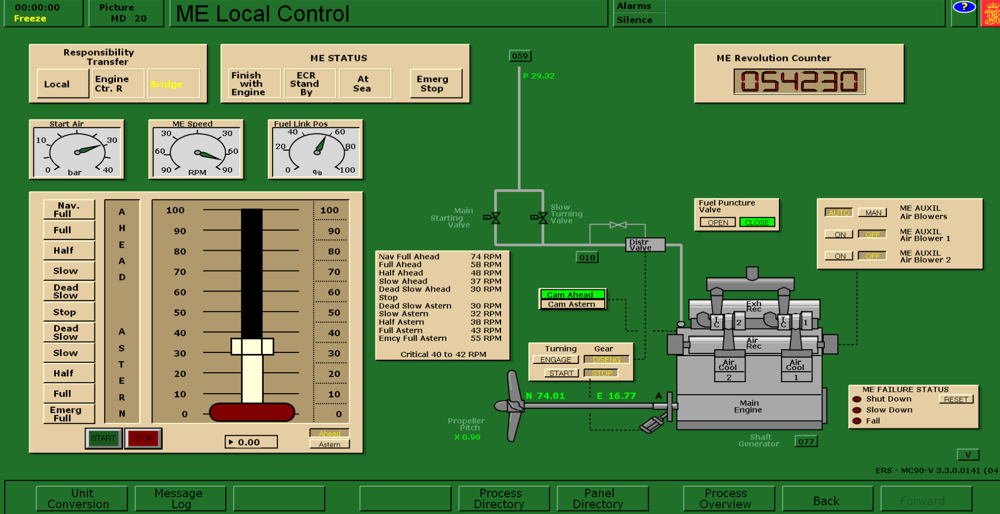 00:00:00
Freeze
Picture
MD 20
ME Local Control
Alarms
Silence
?
Responsibility
Transfer
Local
Engine
Ctr. R
Bridge
ME STATUS
Finish
with
Engine
ECR
Stand
By
At
Sea
Emerg
Stop
059
P 29.32
ME Revolution Counter
054230
Start Air
10
30
0
40
bar
ME Speed
30
30
60
60
90
90
RPM
Fuel Link Pos
40
60
20
80
0
100
%
Nav.
Full
Full
Half
Slow
Dead
Slow
Stop
Dead
Slow
Slow
Half
Full
Emerg
Full
A
H
E
A
D
A
S
T
E
R
N
100
90
80
70
60
50
40
30
20
10
0
100
90
80
70
60
50
40
30
20
10
0
START
STOP
0.00
Ahead
Astern
Main
Starting
Valve
Slow
Turning
Valve
Distr
Valve
018
Nav Full Ahead 74 RPM
Full Ahead 58 RPM
Half Ahead 48 RPM
Slow Ahead 37 RPM
Dead Slow Ahead 30 RPM
Stop
Dead Slow Astern 30 RPM
Slow Astern 32 RPM
Half Astern 38 RPM
Full Astern 43 RPM
Emcy Full Astern 55 RPM
Critical 40 to 42 RPM
Cam Ahead
Cam Astern
Turning Gear
ENGAGE DISENG
START STOP
N 74.01
E 16.77
A
Propeller
Pitch
X 0.90
Fuel Puncture
Valve
OPEN CLOSE
AUTO MAN
ME AUXIL
Air Blowers
ON OFF
ME AUXIL
Air Blower 1
ON OFF
ME AUXIL
Air Blower 2
Exh
Rec
T
C
2
T
C
1
Air
Rec
Air
Cool
2
Air
Cool
1
Main
Engine
Shaft
Generator
077
ME FAILURE STATUS
Shut Down
RESET
Slow Down
Fail
V
ERS - MC90-V 3.3.0.0141 (04
Unit
Conversion
Message
Log
Process
Directory
Panel
Directory
Process
Overview
Back
Forward